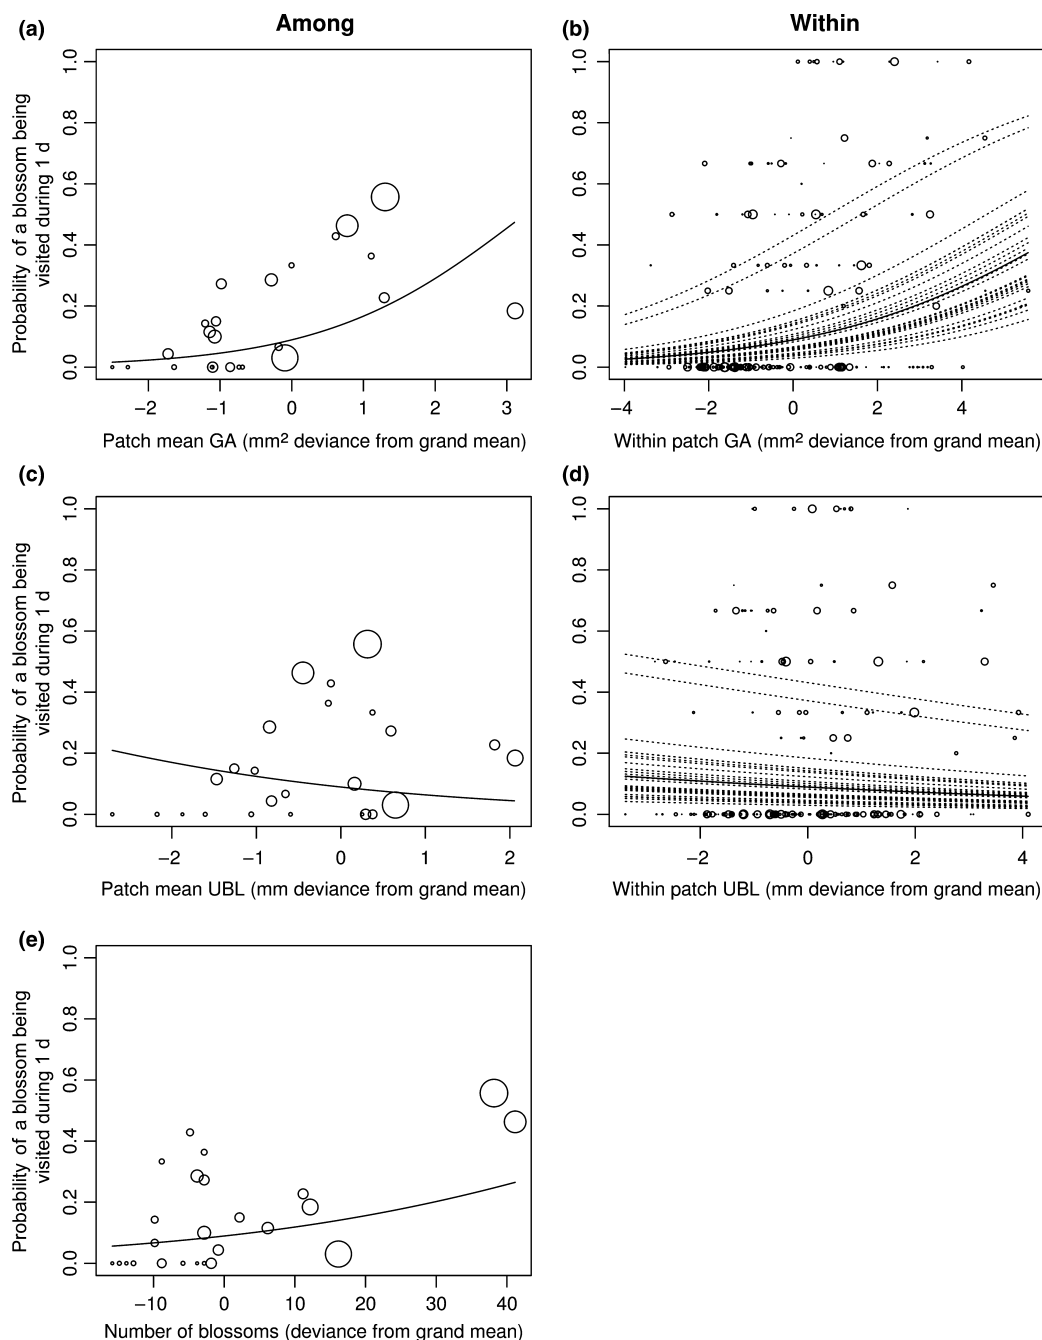 (a)
Among
Probability of a blossom being
visited during 1 d
1.0
0.8
0.6
0.4
0.2
0.0
−2 −1 0 1 2 3
Patch mean GA (mm² deviance from grand mean)
(b)
Within
−4 −2 0 2 4
0.0
0.2
0.4
0.6
0.8
1.0
Within patch GA (mm² deviance from grand mean)
(c)
Probability of a blossom being
visited during 1 d
1.0
0.8
0.6
0.4
0.2
0.0
−2 −1 0 1 2
Patch mean UBL (mm deviance from grand mean)
(d)
1.0
0.8
0.6
0.4
0.2
0.0
−2 0 2 4
Within patch UBL (mm deviance from grand mean)
(e)
Probability of a blossom being
visited during 1 d
1.0
0.8
0.6
0.4
0.2
0.0
−10 0 10 20 30 40
Number of blossoms (deviance from grand mean)